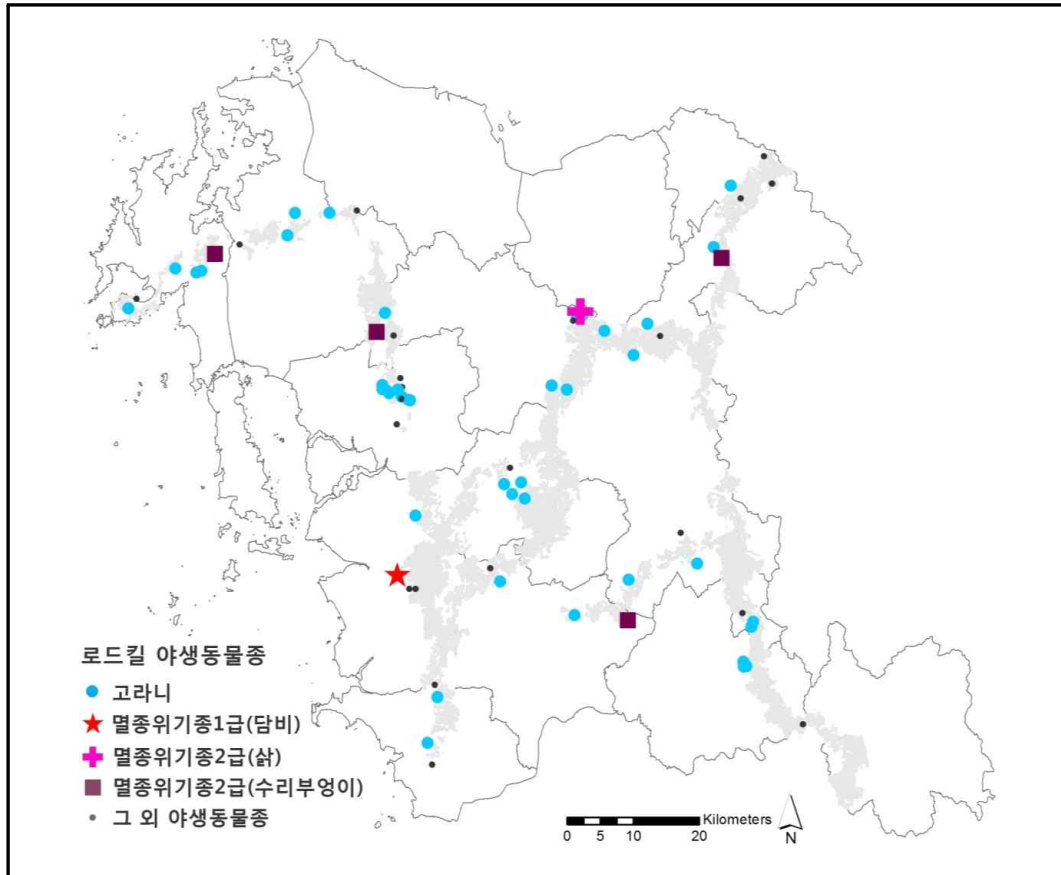 로드킬 야생동물종
고라니
멸종위기종1급(담비)
멸종위기종2급(삵)
멸종위기종2급(수리부엉이)
그 외 야생동물종
Kilometers
0 5 10 20
N